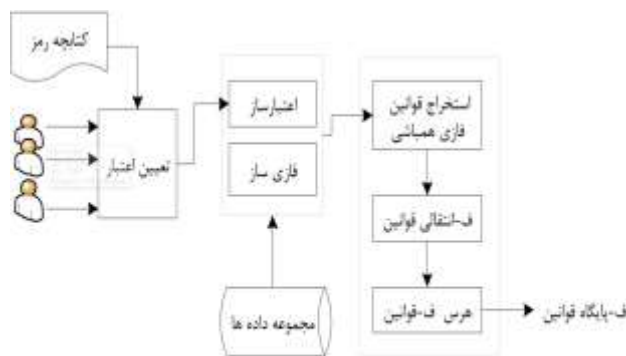 کتابچه رمز
تعیین اعتبار
اعتبارساز
فازی ساز
مجموعه داده ها
استخراج قوانین
فازی همباشی
ف-انتقالی قوانین
هرس ف-قوانین
ف-پایگاه قوانین